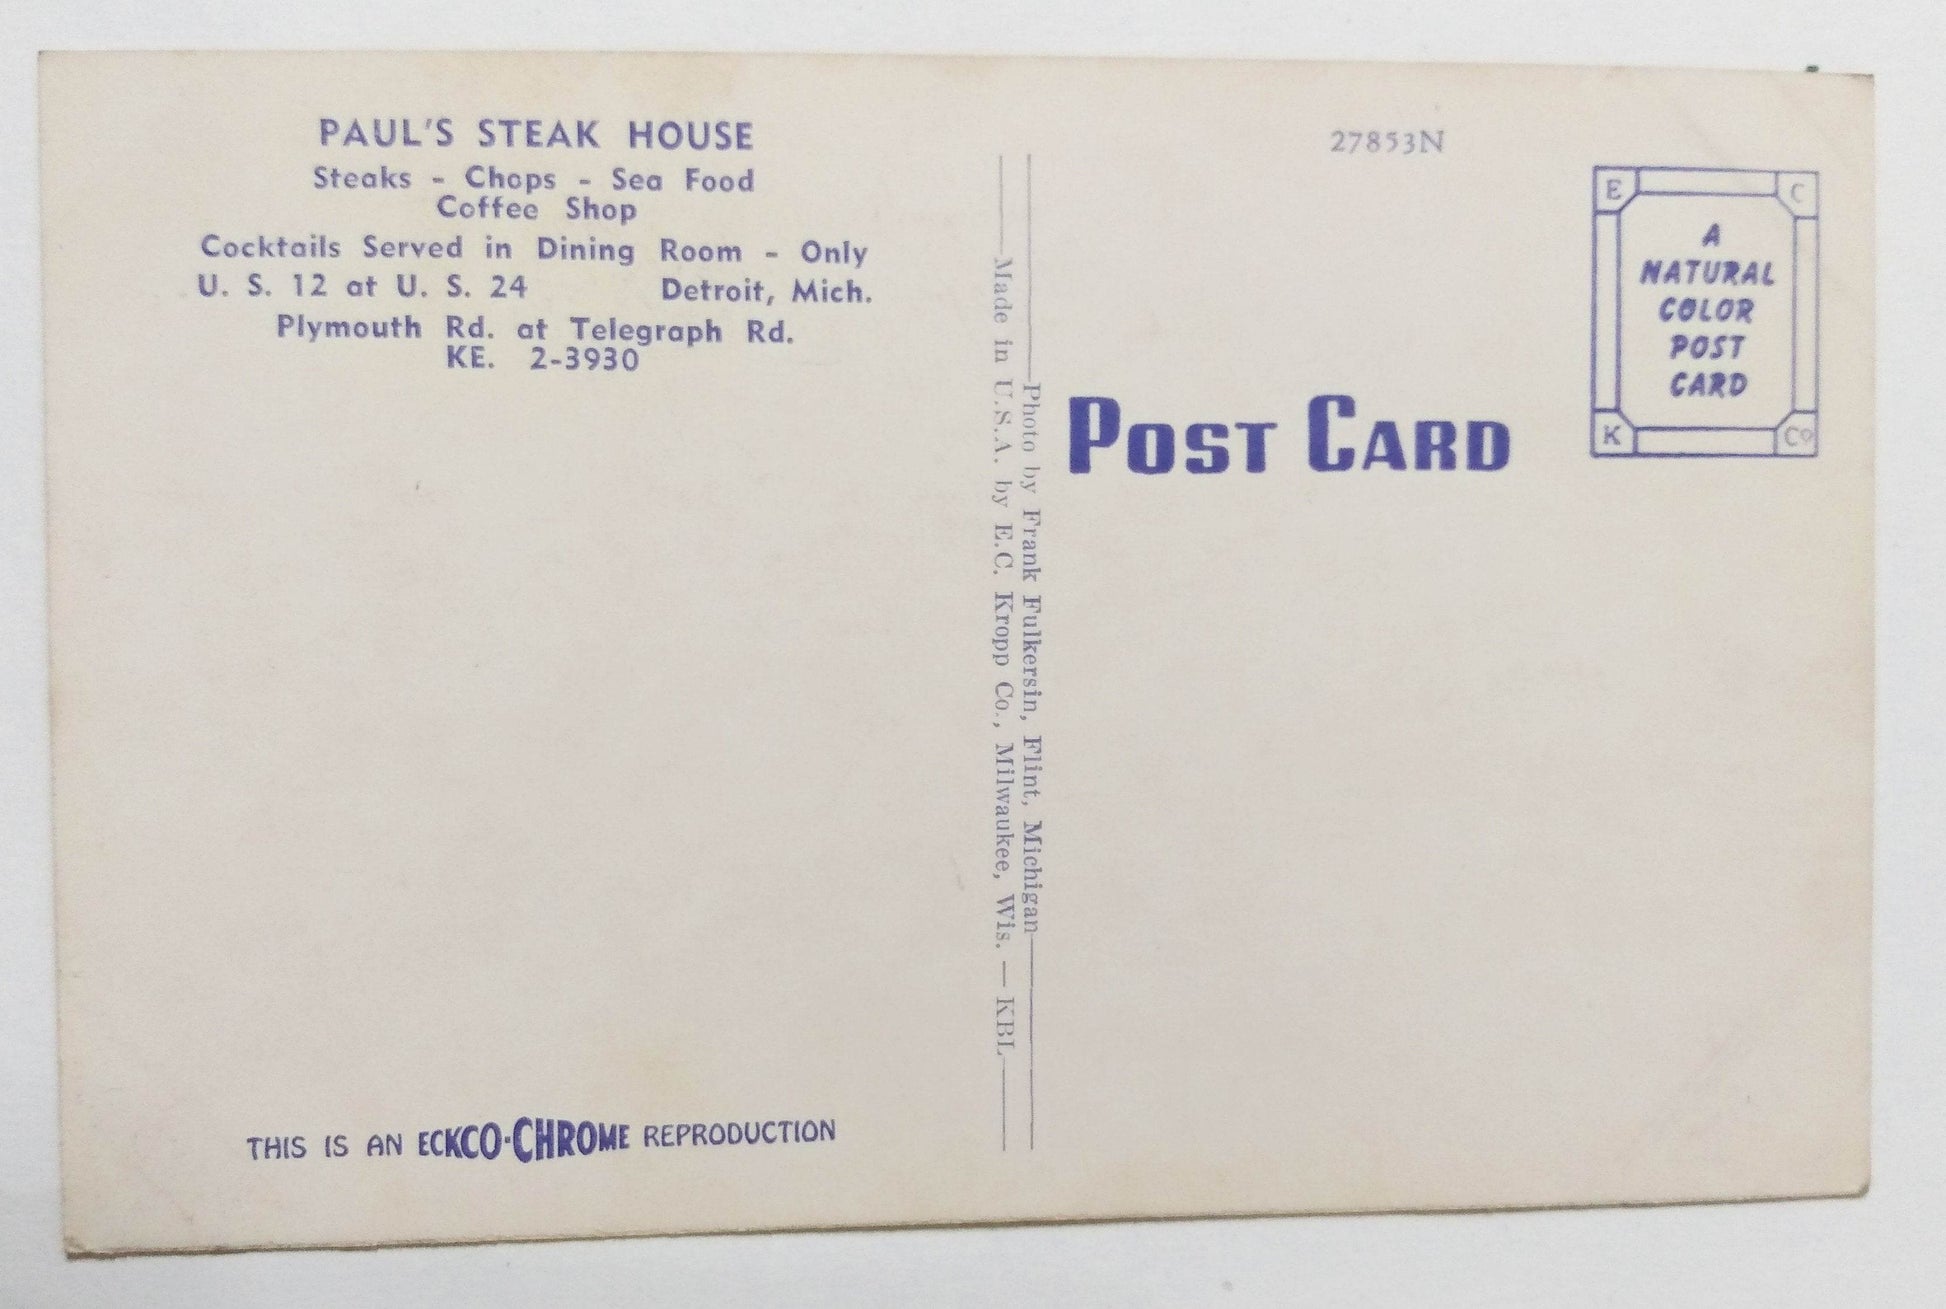 PAUL'S STEAK HOUSE
Steaks - Chops - Sea Food
Coffee Shop
Cocktails Served in Dining Room - Only
U. S. 12 at U. S. 24 Detroit, Mich.
Plymouth Rd. at Telegraph Rd.
KE. 2-3930
THIS IS AN ECKCO-CHROME REPRODUCTION
Photo by Frank Fulkersin, Flint, Michigan
Made in U.S.A. by E.C. Kropp Co., Milwaukee, Wis. — KBL
27853N
POST CARD
E C
A
NATURAL
COLOR
POST
CARD
K Co